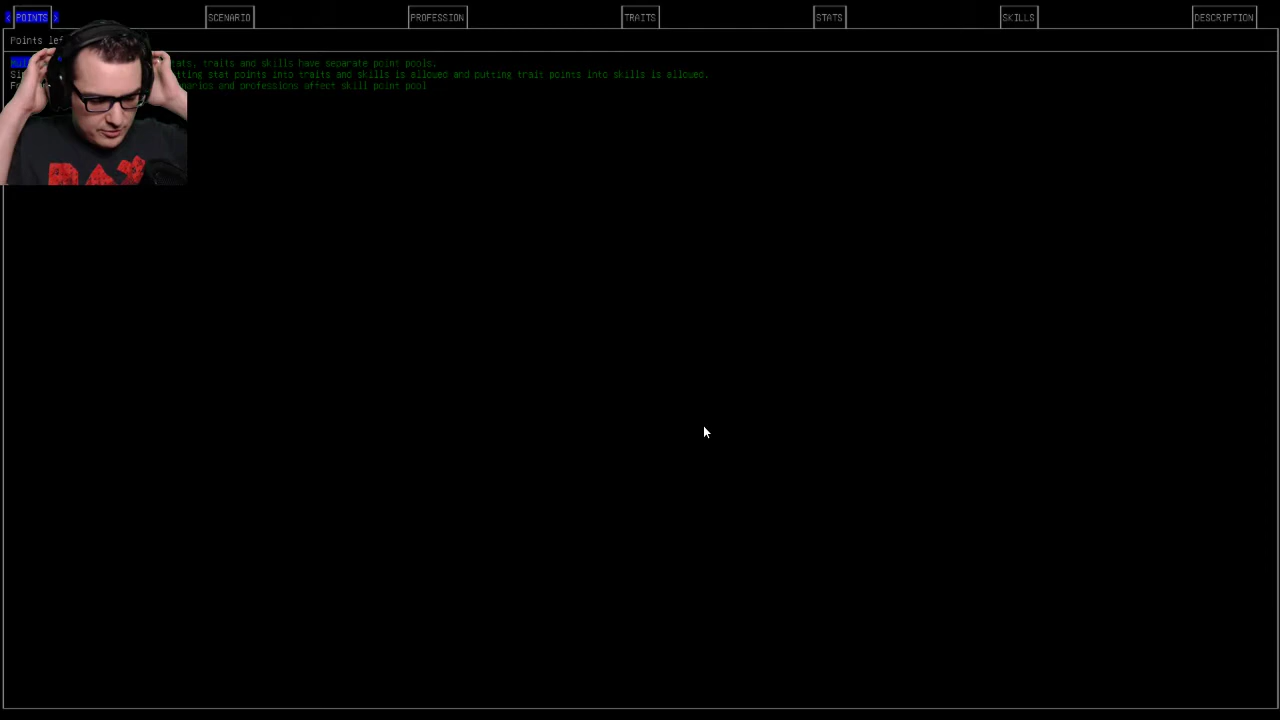 < POINTS > SCENARIO PROFESSION TRAITS STATS SKILLS DESCRIPTION
Points lef
tats, traits and skills have separate point pools.
tting stat points into traits and skills is allowed and putting trait points into skills is allowed.
narios and professions affect skill point pool